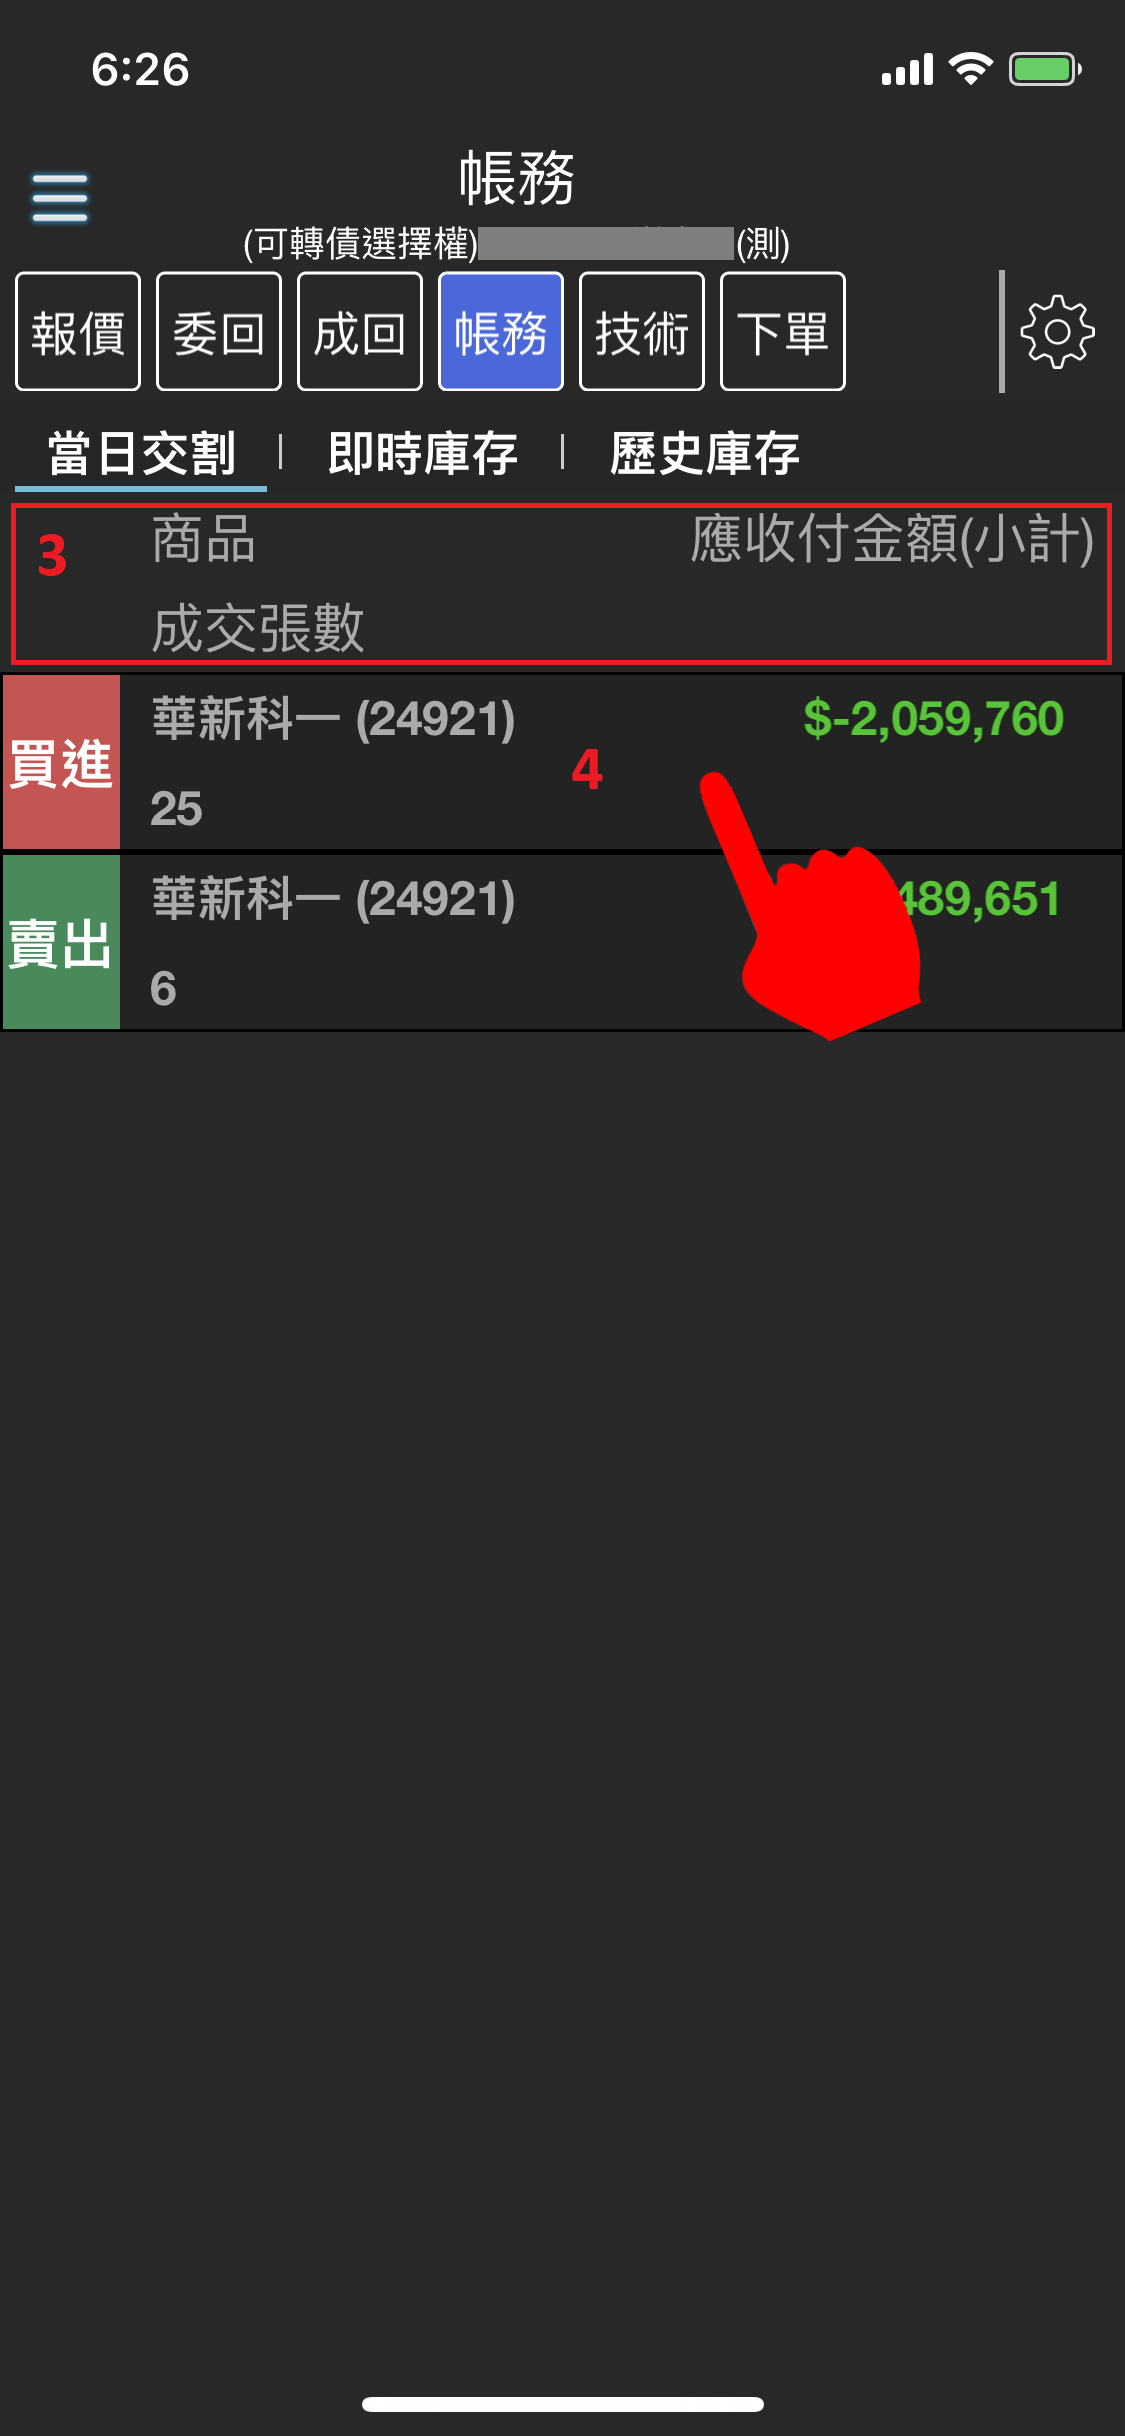 6:26
帳務
(可轉債選擇權) (測)
報價 委回 成回 帳務 技術 下單
當日交割 | 即時庫存 | 歷史庫存
3
商品 應收付金額(小計)
成交張數
買進
華新科一 (24921) $-2,059,760
4
25
賣出
華新科一 (24921) 489,651
6